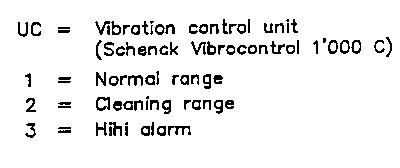 UC = Vibration control unit
(Schenck Vibrocontrol 1'000 C)
1 = Normal range
2 = Cleaning range
3 = Hihi alarm